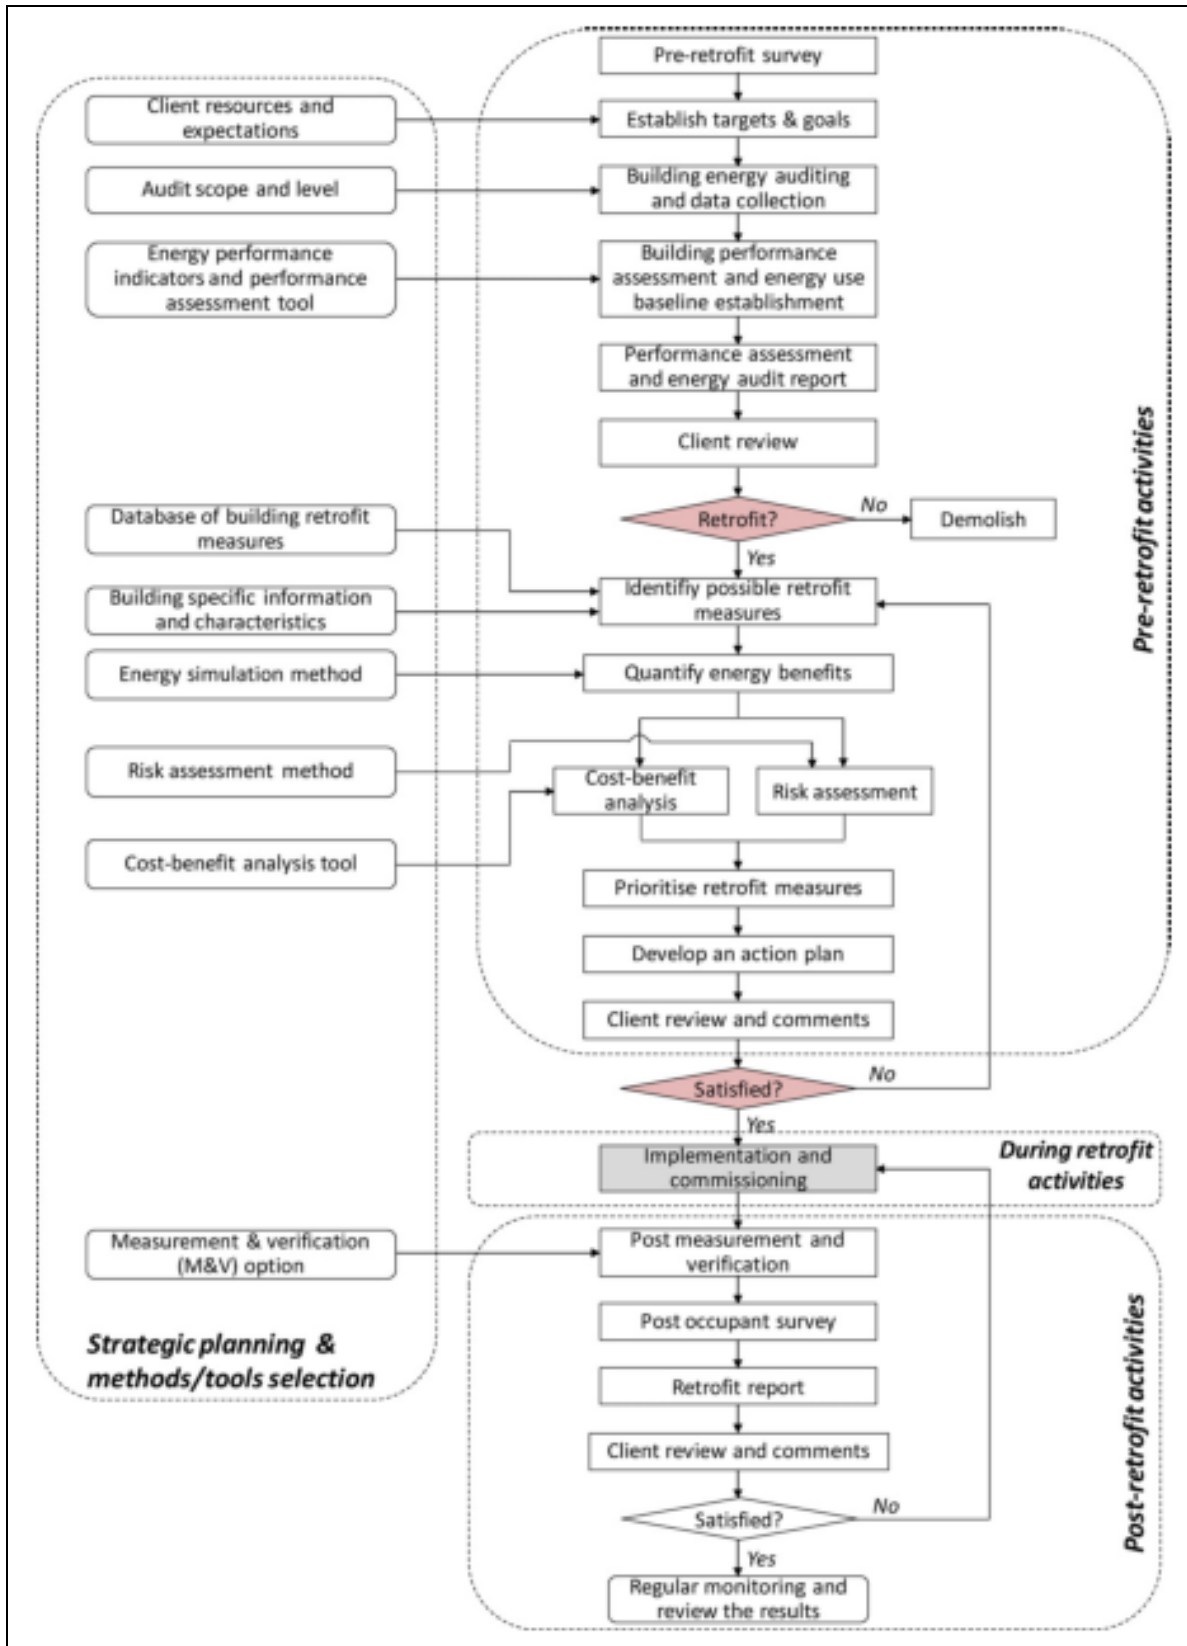 Pre-retrofit survey
Client resources and
expectations
Establish targets & goals
Audit scope and level
Building energy auditing
and data collection
Energy performance
indicators and performance
assessment tool
Building performance
assessment and energy use
baseline establishment
Performance assessment
and energy audit report
Client review
Pre-retrofit activities
Database of building retrofit
measures
Retrofit?
No
Demolish
Yes
Building specific information
and characteristics
Identifiy possible retrofit
measures
Energy simulation method
Quantify energy benefits
Risk assessment method
Cost-benefit
analysis
Risk assessment
Cost-benefit analysis tool
Prioritise retrofit measures
Develop an action plan
Client review and comments
Satisfied?
No
Yes
Implementation and
commissioning
During retrofit
activities
Measurement & verification
(M&V) option
Post measurement and
verification
Strategic planning &
methods/tools selection
Post occupant survey
Retrofit report
Client review and comments
Post-retrofit activities
Satisfied?
No
Yes
Regular monitoring and
review the results